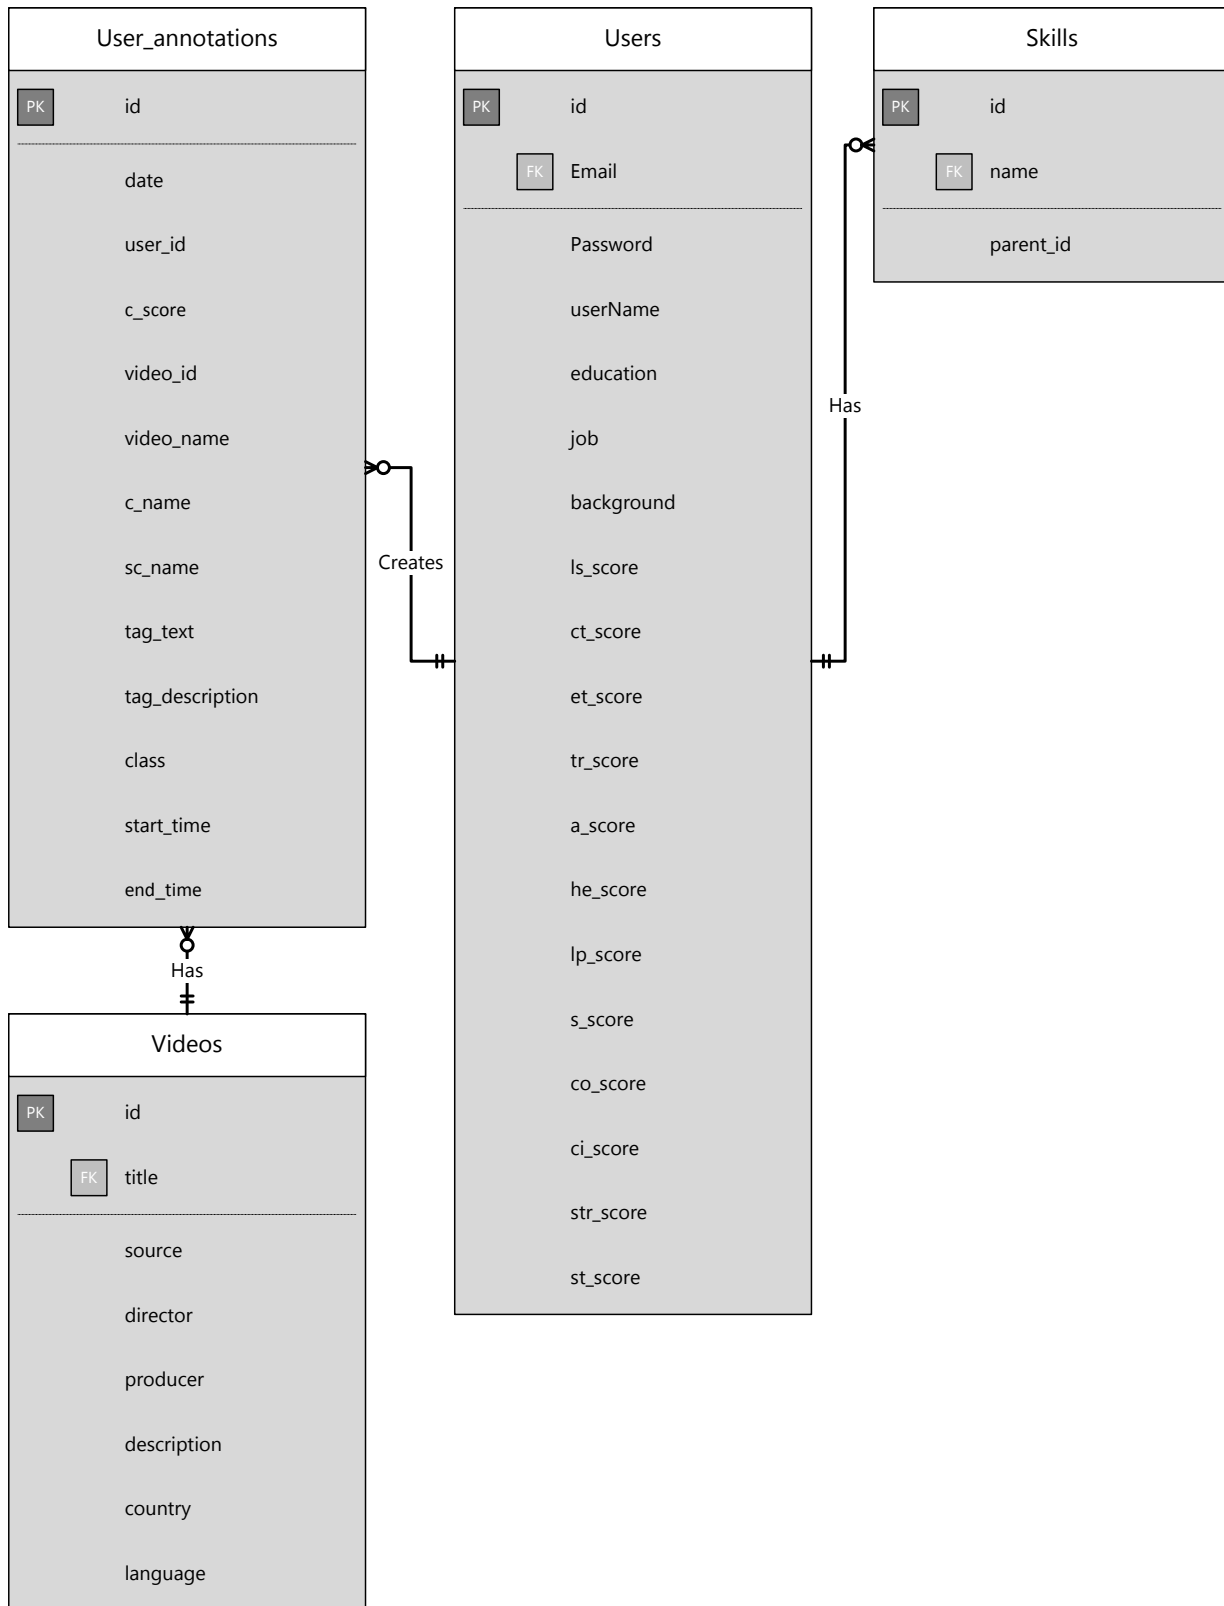 User_annotations
PK id
date
user_id
c_score
video_id
video_name
c_name
sc_name
tag_text
tag_description
class
start_time
end_time
Creates
Has
Videos
PK id
FK title
source
director
producer
description
country
language
Users
PK id
FK Email
Password
userName
education
job
background
ls_score
ct_score
et_score
tr_score
a_score
he_score
lp_score
s_score
co_score
ci_score
str_score
st_score
Has
Skills
PK id
FK name
parent_id